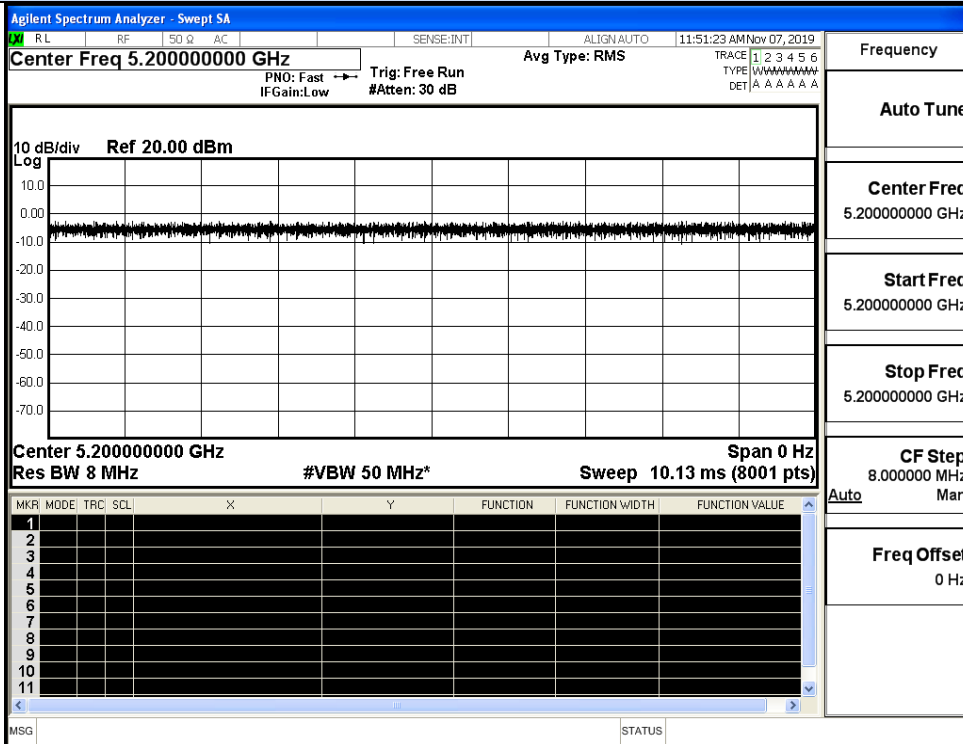 Agilent Spectrum Analyzer - Swept SA
LXI RL RF 50 Ω AC SENSE:INT ALIGN AUTO 11:51:23 AM Nov 07, 2019
Center Freq 5.200000000 GHz
PNO: Fast
IFGain:Low
Trig: Free Run
#Atten: 30 dB
Avg Type: RMS
TRACE 1 2 3 4 5 6
TYPE WWWWWW
DET A A A A A A
10 dB/div Ref 20.00 dBm
Log
10.0
0.00
-10.0
-20.0
-30.0
-40.0
-50.0
-60.0
-70.0
Center 5.200000000 GHz Span 0 Hz
Res BW 8 MHz #VBW 50 MHz* Sweep 10.13 ms (8001 pts)
MKR MODE TRC SCL X Y FUNCTION FUNCTION WIDTH FUNCTION VALUE
1
2
3
4
5
6
7
8
9
10
11
MSG STATUS
Frequency
Auto Tune
Center Freq
5.200000000 GHz
Start Freq
5.200000000 GHz
Stop Freq
5.200000000 GHz
CF Step
8.000000 MHz
Auto Man
Freq Offset
0 Hz